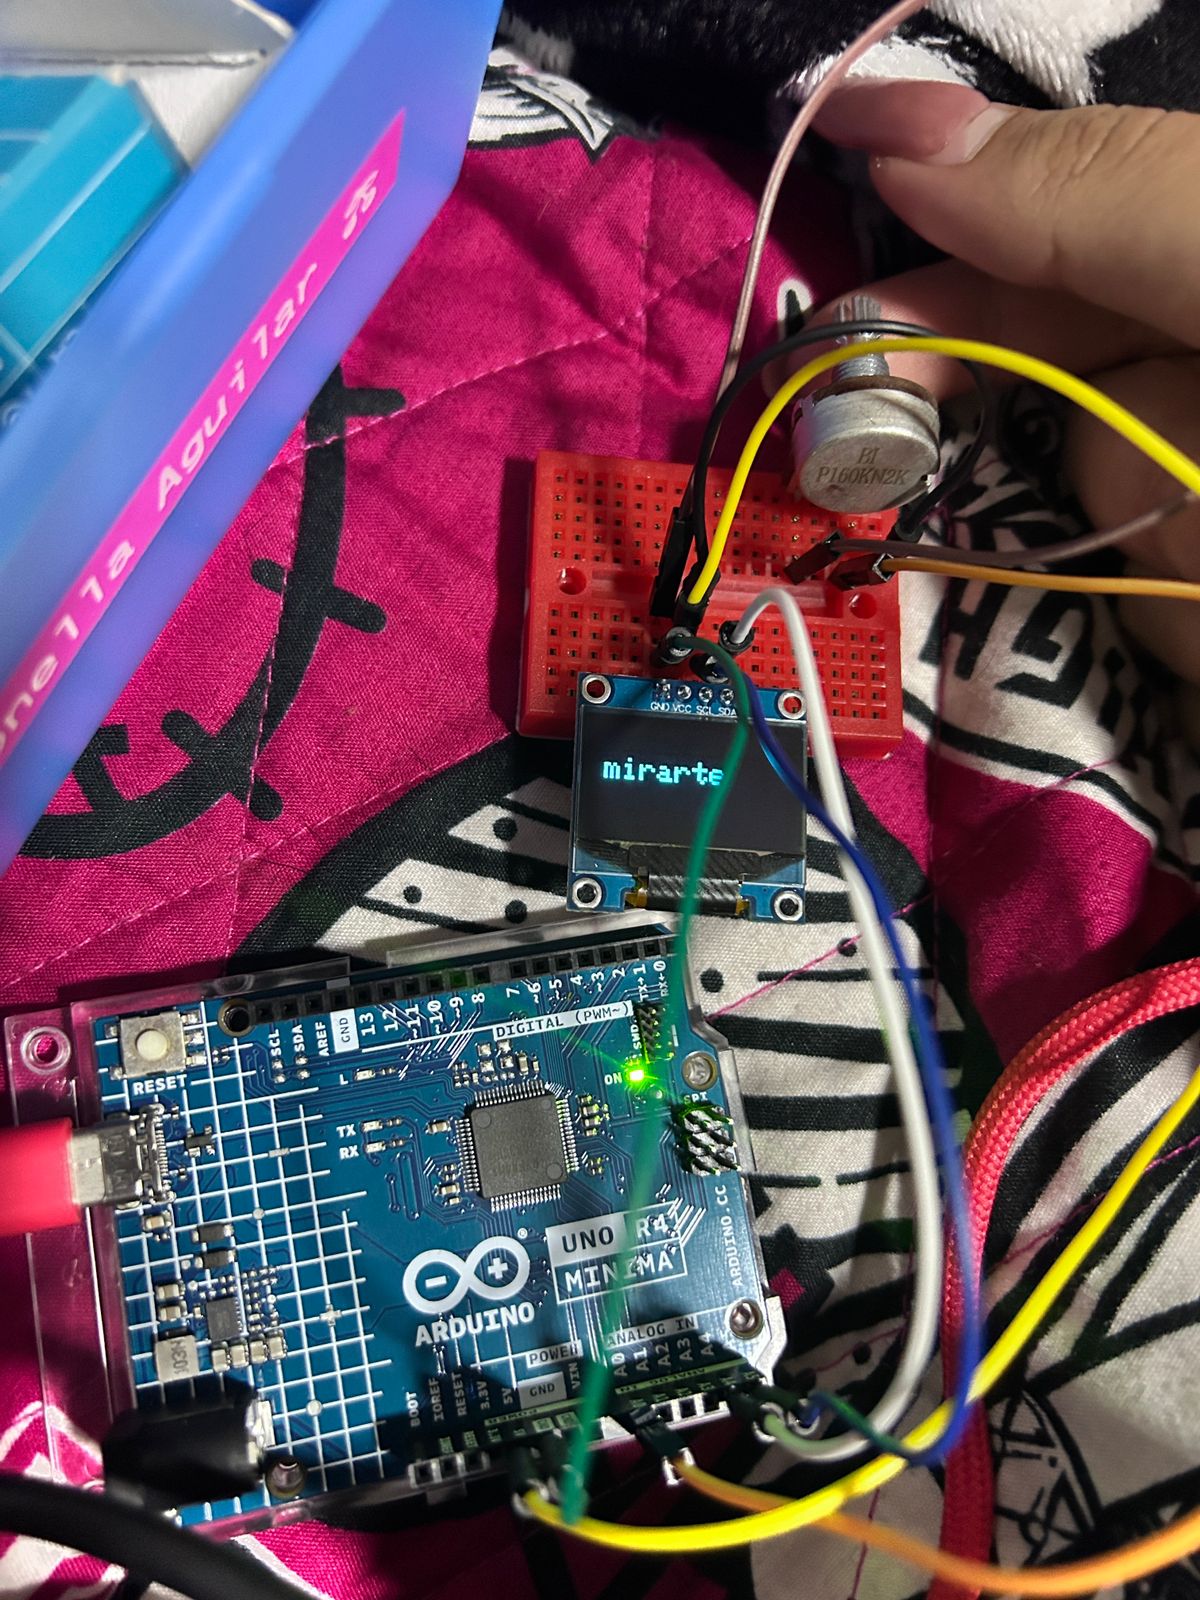 Aguilar
BI
P160KN2K
GND VCC SCL SDA
mirarte
SCL
SDA
AREF
GND
13
12
~11
~10
~9
8
7
~6
~5
4
~3
2
TX→1
RX←0
DIGITAL (PWM~)
SWD
RESET
L
ON
TX
RX
SPI
ARDUINO CC
UNO R4
MINIMA
ARDUINO
POWER
ANALOG IN
BOOT
IOREF
RESET
3.3V
5V
GND
VIN
A0
A1
A2
A3
A4